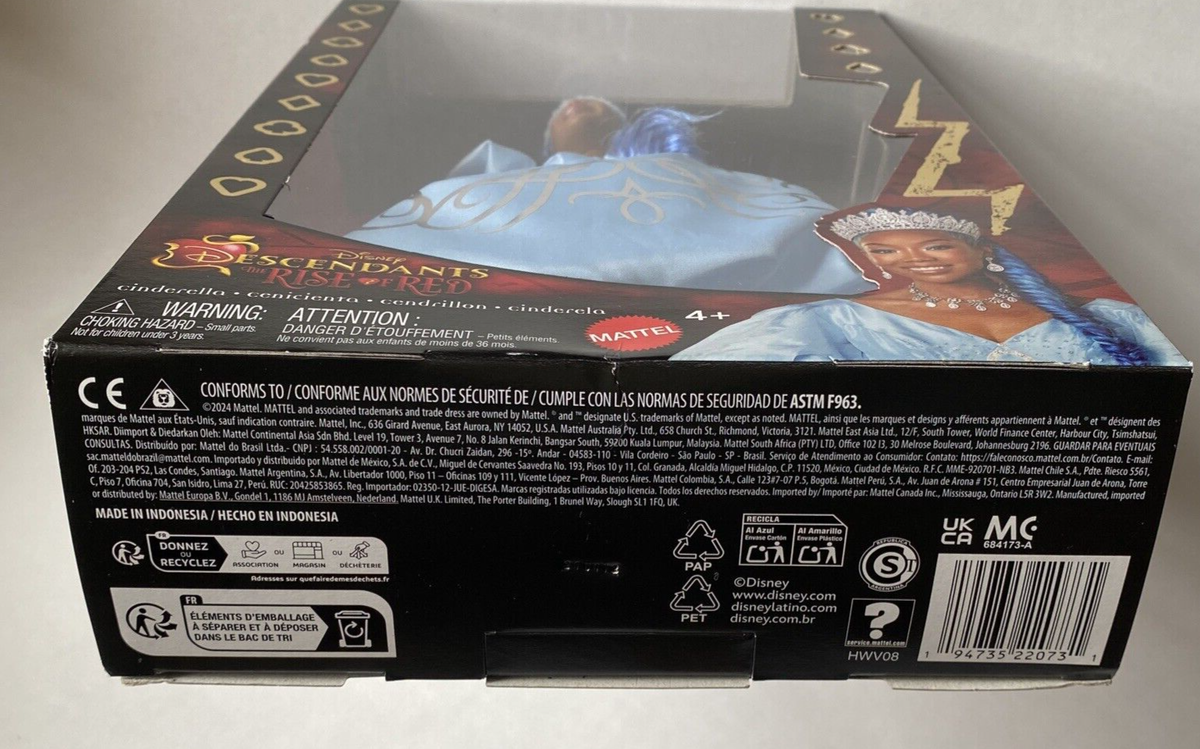 DISNEY
DESCENDANTS
THE RISE OF RED
cinderella • cenicienta • cendrillon • cinderela
WARNING:
CHOKING HAZARD – Small parts.
Not for children under 3 years.
ATTENTION :
DANGER D'ÉTOUFFEMENT – Petits éléments.
Ne convient pas aux enfants de moins de 36 mois.
MATTEL
4+
CE
CONFORMS TO / CONFORME AUX NORMES DE SÉCURITÉ DE / CUMPLE CON LAS NORMAS DE SEGURIDAD DE ASTM F963.
©2024 Mattel. MATTEL and associated trademarks and trade dress are owned by Mattel. ® and ™ designate U.S. trademarks of Mattel, except as noted. MATTEL, ainsi que les marques et designs y afférents appartiennent à Mattel. ® et ™ désignent des
marques de Mattel aux États-Unis, sauf indication contraire. Mattel, Inc., 636 Girard Avenue, East Aurora, NY 14052, U.S.A. Mattel Australia Pty. Ltd., 658 Church St., Richmond, Victoria, 3121. Mattel East Asia Ltd., 12/F, South Tower, World Finance Center, Harbour City, Tsimshatsui,
HKSAR. Diimport & Diedarkan Oleh: Mattel Continental Asia Sdn Bhd. Level 19, Tower 3, Avenue 7, No. 8 Jalan Kerinchi, Bangsar South, 59200 Kuala Lumpur, Malaysia. Mattel South Africa (PTY) LTD, Office 102 I3, 30 Melrose Boulevard, Johannesburg 2196. GUARDAR PARA EVENTUAIS
CONSULTAS. Distribuido por: Mattel do Brasil Ltda.- CNPJ : 54.558.002/0001-20 - Av. Dr. Chucri Zaidan, 296 -15º. Andar - 04583-110 - Vila Cordeiro - São Paulo - SP - Brasil. Serviço de Atendimento ao Consumidor: Contato: https://faleconosco.mattel.com.br/Contato. E-mail:
sac.matteldobrazil@mattel.com. Importado y distribuido por Mattel de México, S.A. de C.V., Miguel de Cervantes Saavedra No. 193, Pisos 10 y 11, Col. Granada, Alcaldía Miguel Hidalgo, C.P. 11520, México, Ciudad de México. R.F.C. MME-920701-NB3. Mattel Chile S.A., Pdte. Riesco 5561,
Of. 203-204 PS2, Las Condes, Santiago. Mattel Argentina, S.A., Av. Libertador 1000, Piso 11 – Oficinas 109 y 111, Vicente López – Prov. Buenos Aires. Mattel Colombia, S.A., Calle 123#7-07 P.5, Bogotá. Mattel Perú, S.A., Av. Juan de Arona # 151, Centro Empresarial Juan de Arona, Torre
C, Piso 7, Oficina 704, San Isidro, Lima 27, Perú. RUC: 20425853865. Reg. Importador: 02350-12-JUE-DIGESA. Marcas registradas utilizadas bajo licencia. Todos los derechos reservados. Imported by/ Importé par: Mattel Canada Inc., Mississauga, Ontario L5R 3W2. Manufactured, imported
or distributed by: Mattel Europa B.V., Gondel 1, 1186 MJ Amstelveen, Nederland. Mattel U.K. Limited, The Porter Building, 1 Brunel Way, Slough SL1 1FQ, UK.
MADE IN INDONESIA / HECHO EN INDONESIA
FR
DONNEZ
OU
RECYCLEZ
ASSOCIATION
OU
MAGASIN
OU
DÉCHÈTERIE
Adresses sur quefairedemesdechets.fr
FR
ÉLÉMENTS D'EMBALLAGE
À SÉPARER ET À DÉPOSER
DANS LE BAC DE TRI
PAP
PET
RECICLA
Al Azul
Envase Cartón
Al Amarillo
Envase Plástico
©Disney
www.disney.com
disneylatino.com
disney.com.br
REPUBLICA
S
ARGENTINA
?
service.mattel.com
HWV08
UK
CA
MC
684173-A
1 94735 22073 1